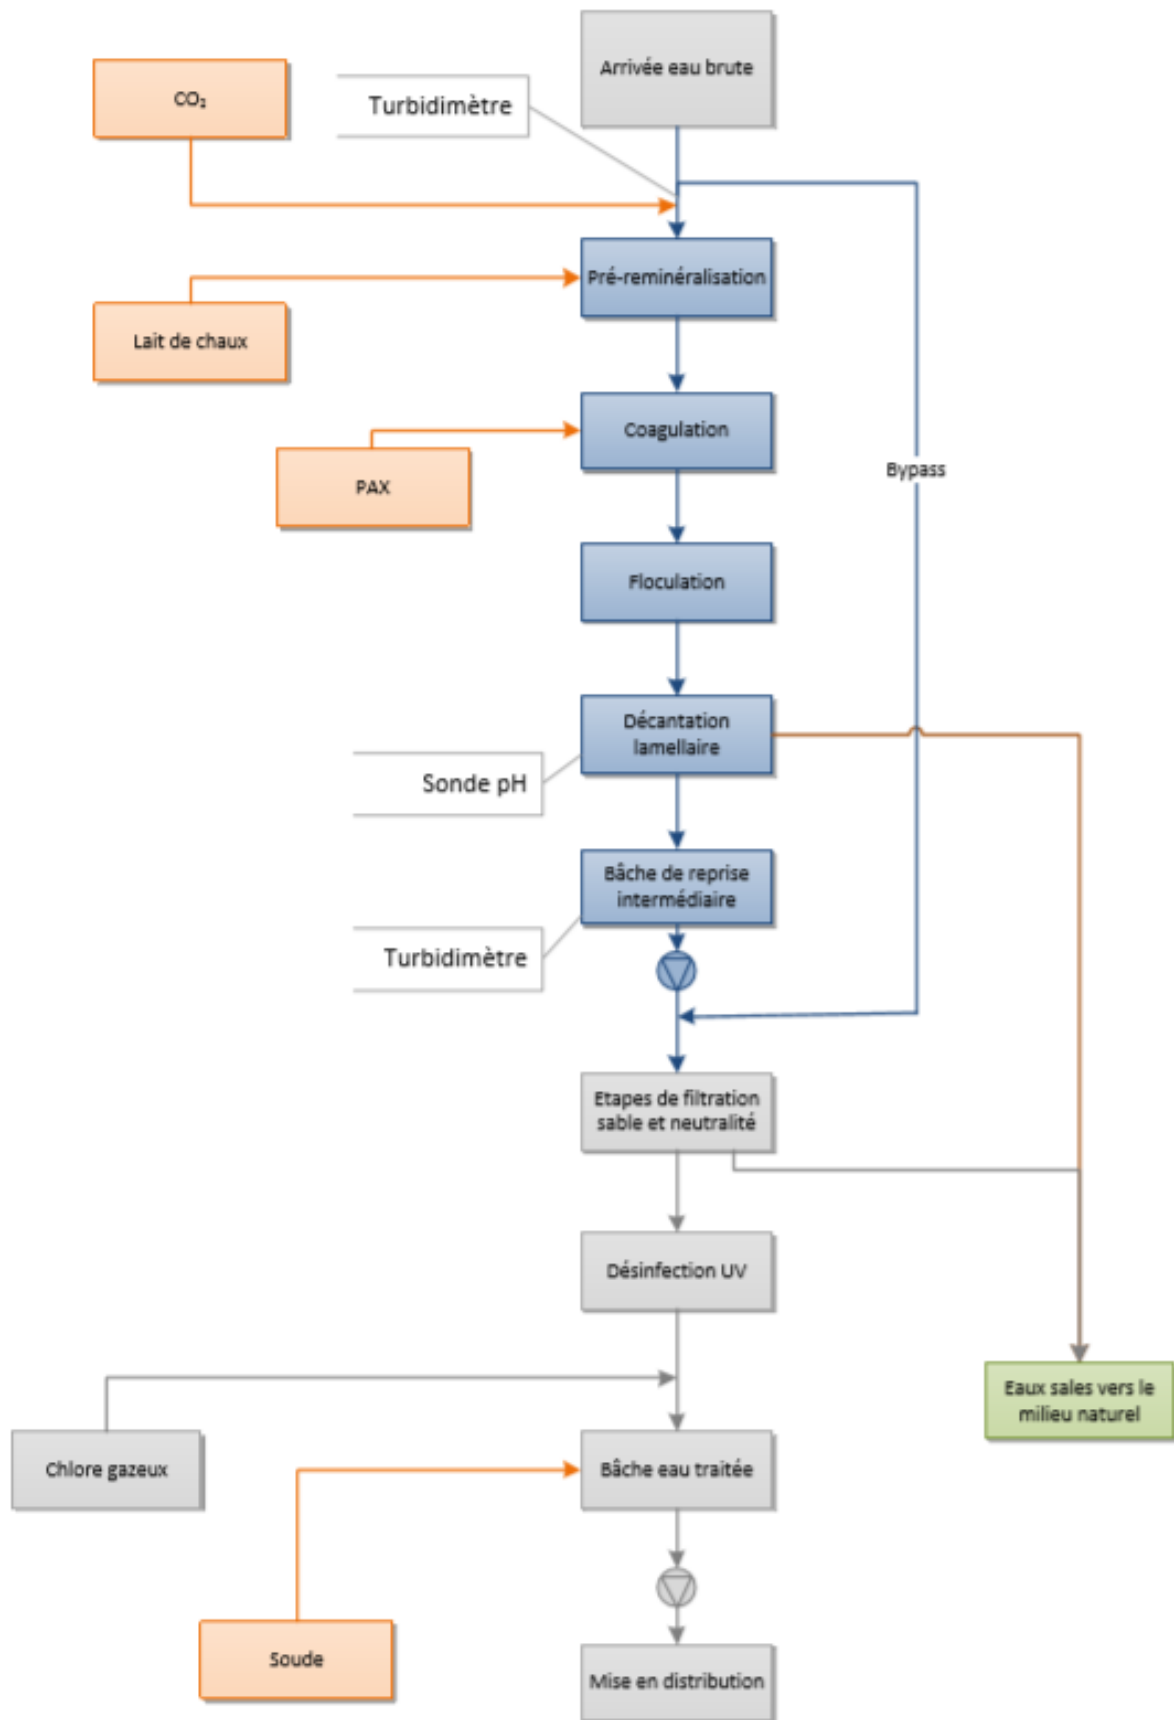 Arrivée eau brute
CO₂
Turbidimètre
Pré-reminéralisation
Lait de chaux
Coagulation
Bypass
PAX
Floculation
Décantation
lamellaire
Sonde pH
Bâche de reprise
intermédiaire
Turbidimètre
Etapes de filtration
sable et neutralité
Désinfection UV
Eaux sales vers le
milieu naturel
Chlore gazeux
Bâche eau traitée
Soude
Mise en distribution